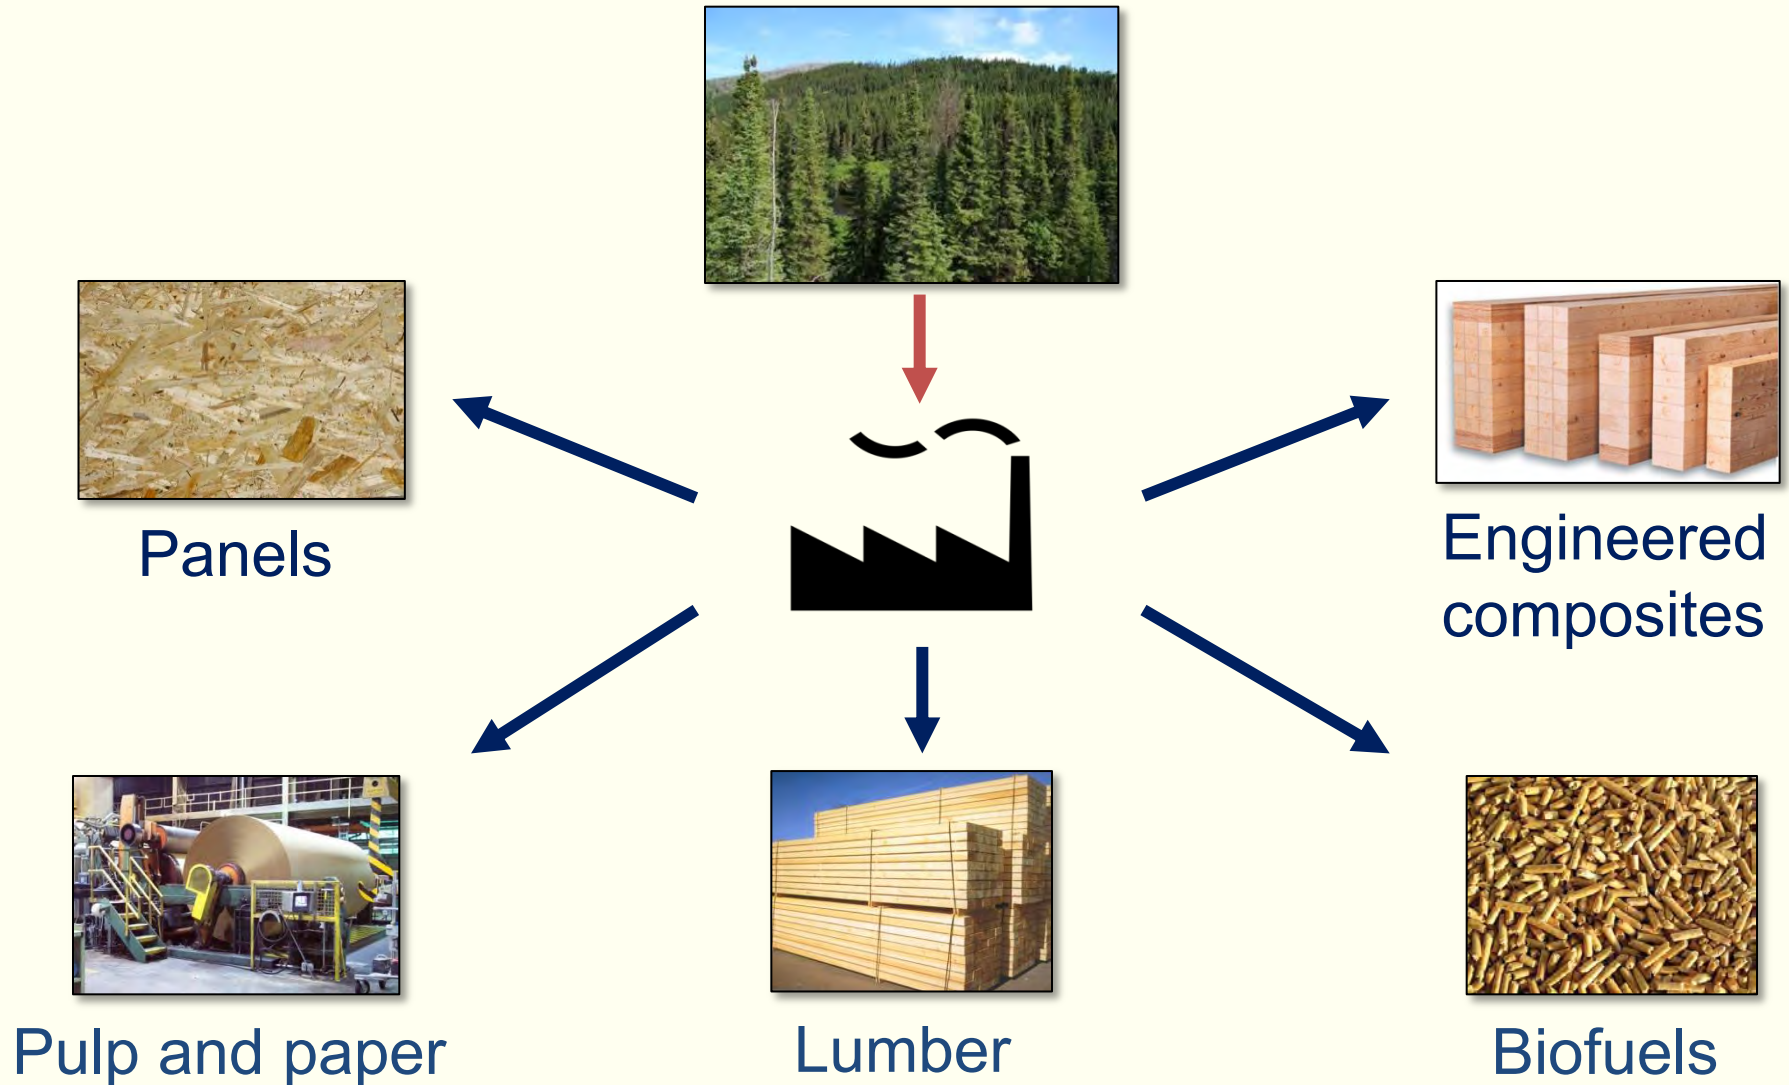 Panels
Engineered
composites
Pulp and paper
Lumber
Biofuels